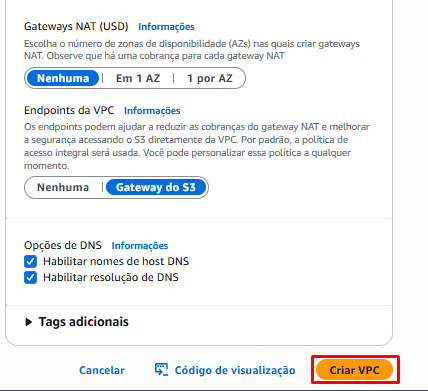 Gateways NAT (USD) Informações
Escolha o número de zonas de disponibilidade (AZs) nas quais criar gateways
NAT. Observe que há uma cobrança para cada gateway NAT
Nenhuma Em 1 AZ 1 por AZ
Endpoints da VPC Informações
Os endpoints podem ajudar a reduzir as cobranças do gateway NAT e melhorar
a segurança acessando o S3 diretamente da VPC. Por padrão, a política de
acesso integral será usada. Você pode personalizar essa política a qualquer
momento.
Nenhuma Gateway do S3
Opções de DNS Informações
Habilitar nomes de host DNS
Habilitar resolução de DNS
Tags adicionais
Cancelar Código de visualização Criar VPC